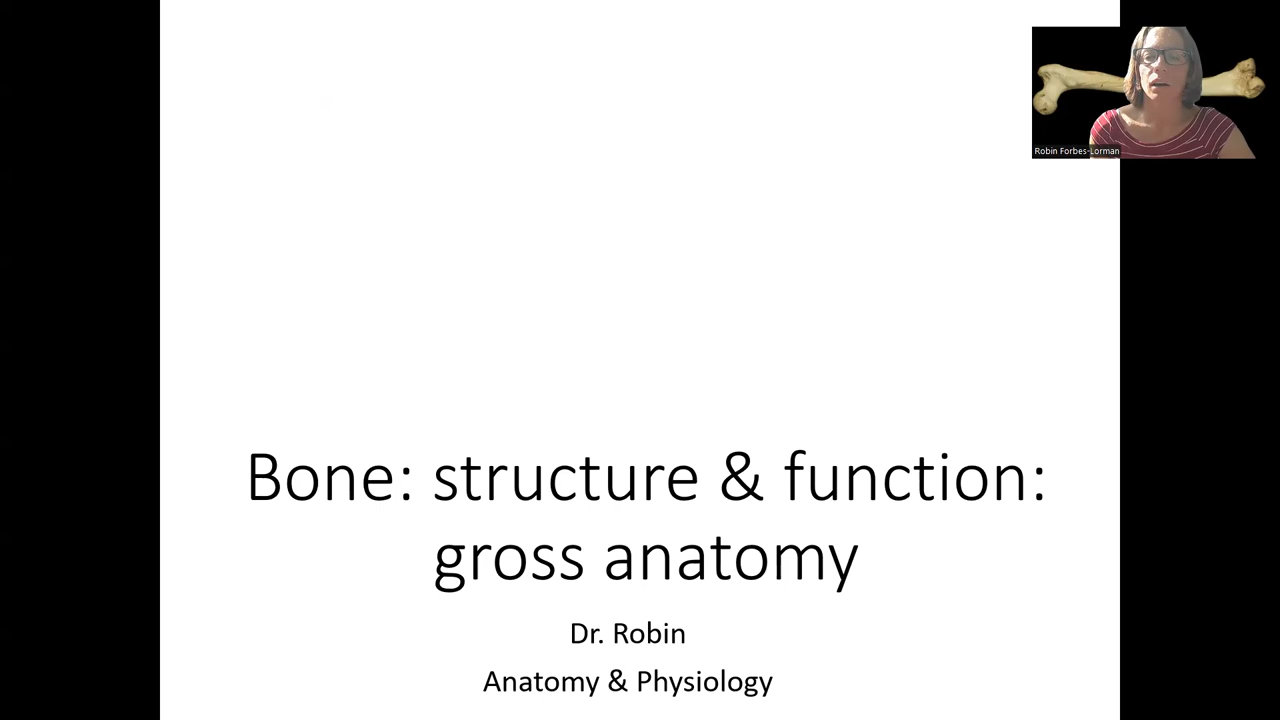 Robin Forbes-Lorman
Bone: structure & function:
gross anatomy
Dr. Robin
Anatomy & Physiology